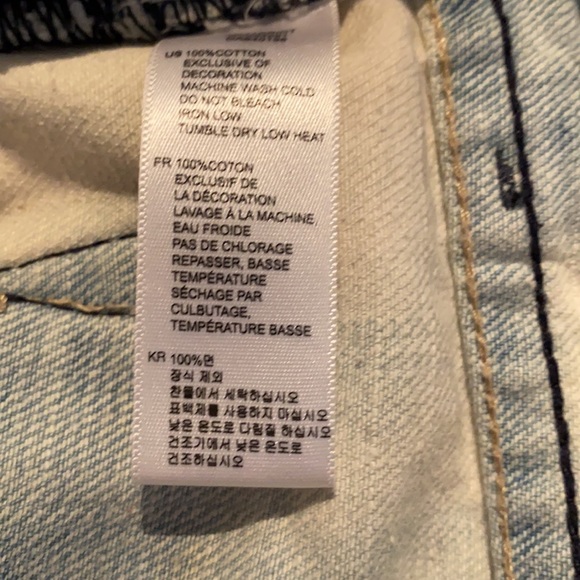 US 100%COTTON
EXCLUSIVE OF
DECORATION
MACHINE WASH COLD
DO NOT BLEACH
IRON LOW
TUMBLE DRY LOW HEAT
FR 100%COTON
EXCLUSIF DE
LA DÉCORATION
LAVAGE À LA MACHINE,
EAU FROIDE
PAS DE CHLORAGE
REPASSER, BASSE
TEMPÉRATURE
SÉCHAGE PAR
CULBUTAGE,
TEMPÉRATURE BASSE
KR 100%면
장식 제외
찬물에서 세탁하십시오
표백제를 사용하지 마십시오
낮은 온도로 다림질 하십시오
건조기에서 낮은 온도로
건조하십시오